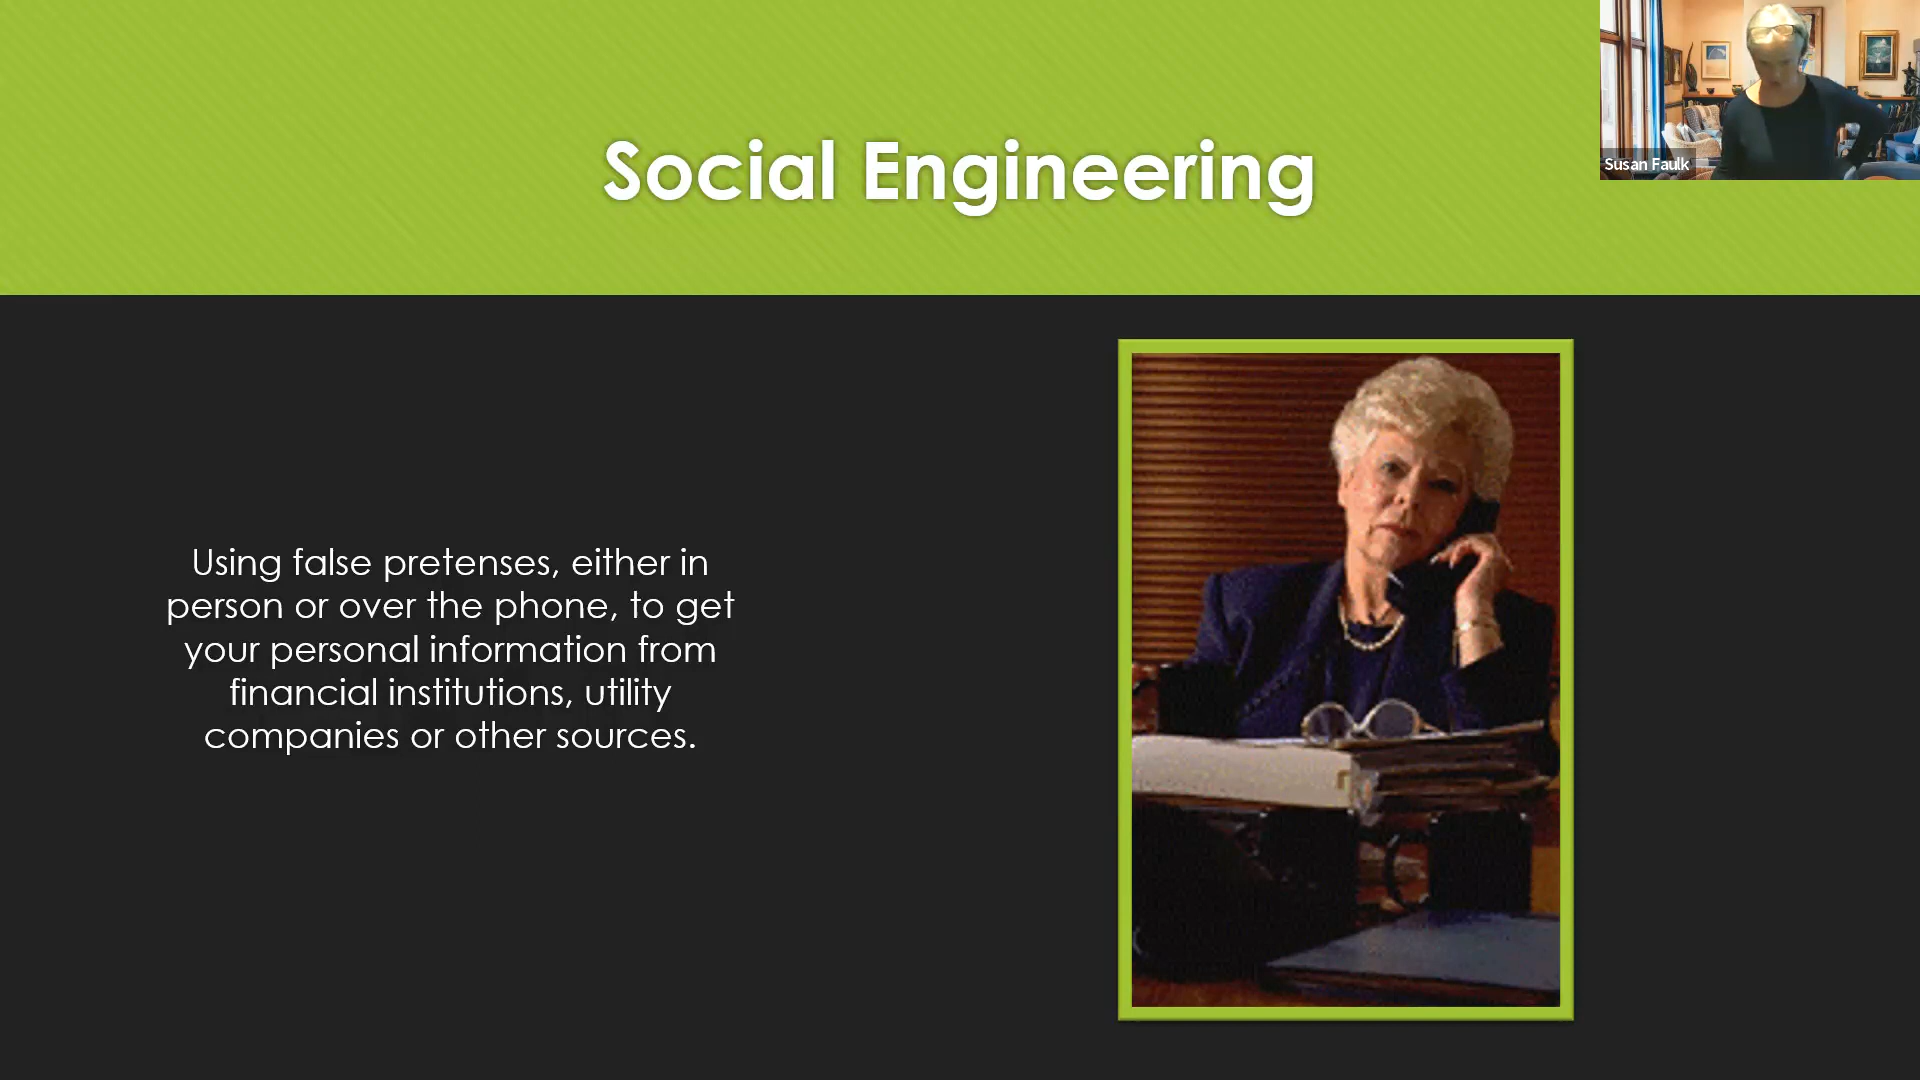 Social Engineering
Susan Faulk
Using false pretenses, either in
person or over the phone, to get
your personal information from
financial institutions, utility
companies or other sources.